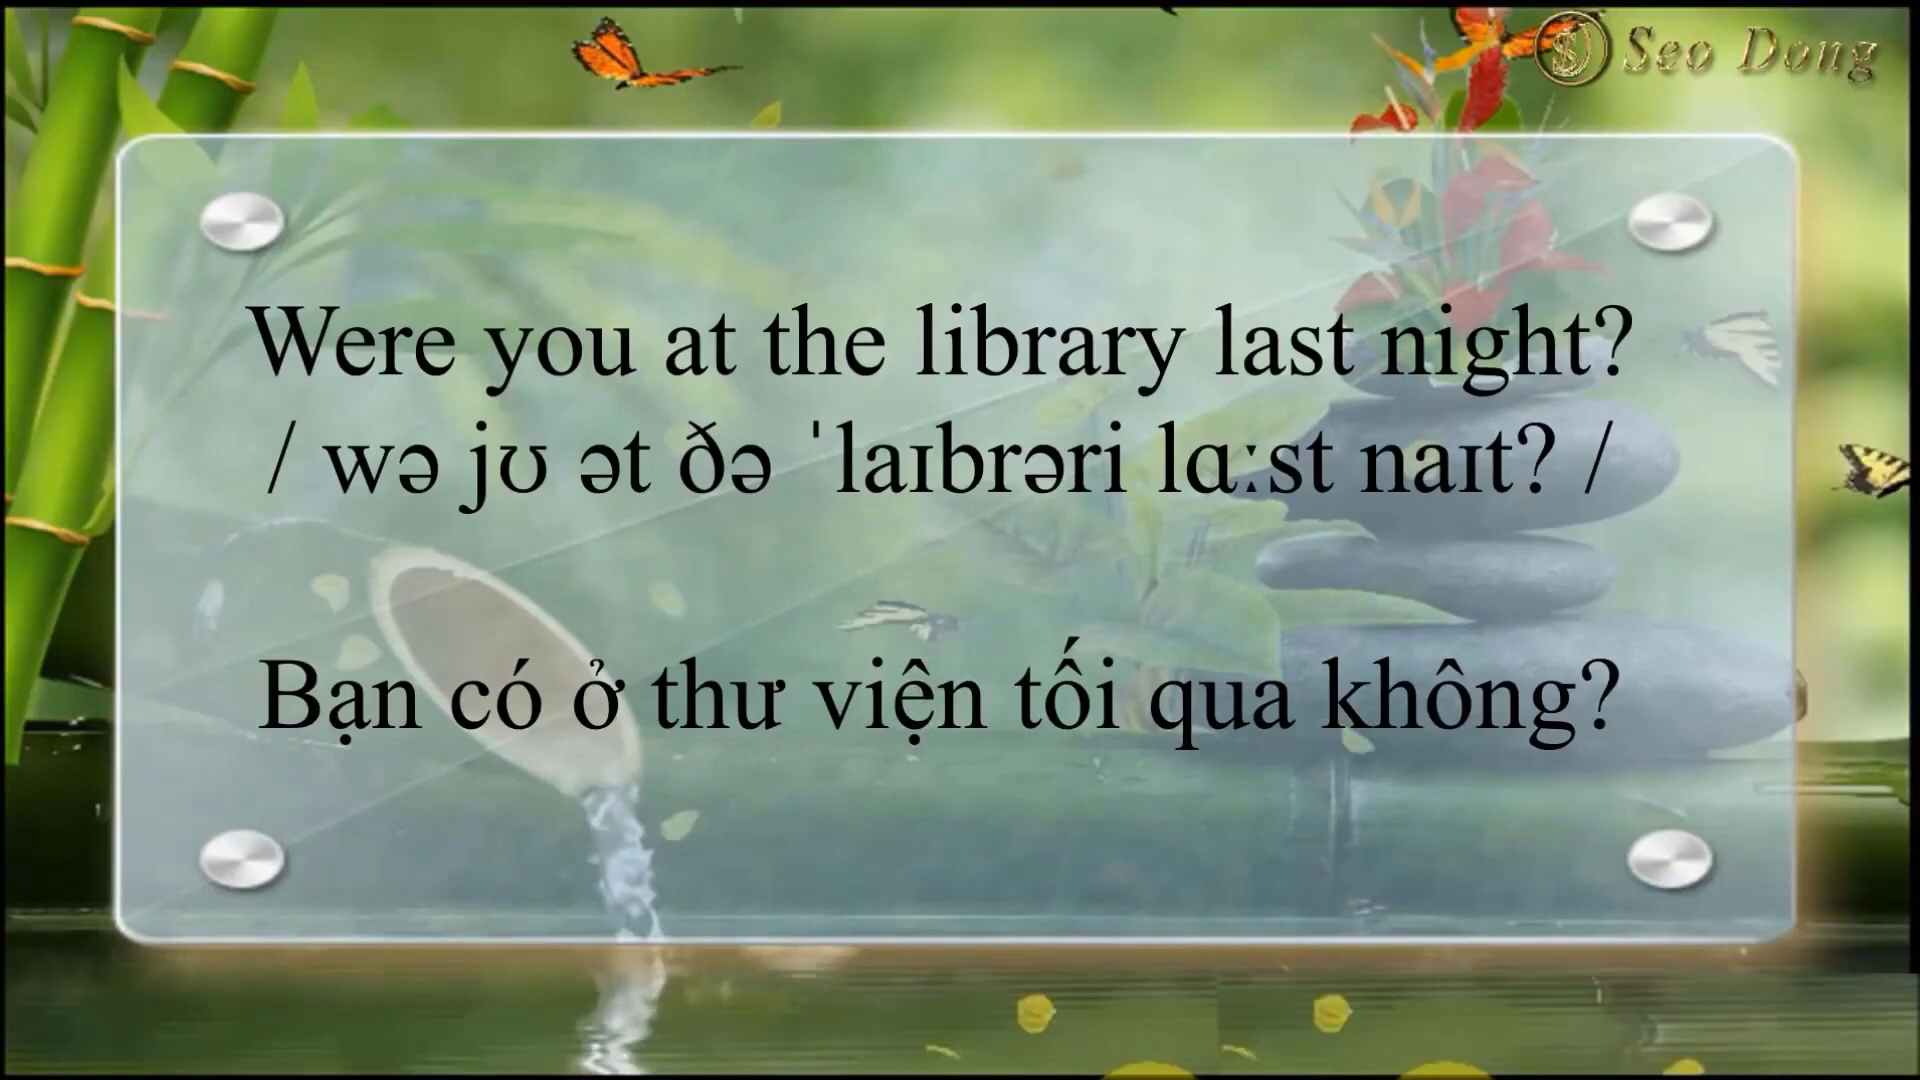 Seo Dong
Were you at the library last night?
/ wə jʊ ət ðə ˈlaɪbrəri lɑːst naɪt? /
Bạn có ở thư viện tối qua không?